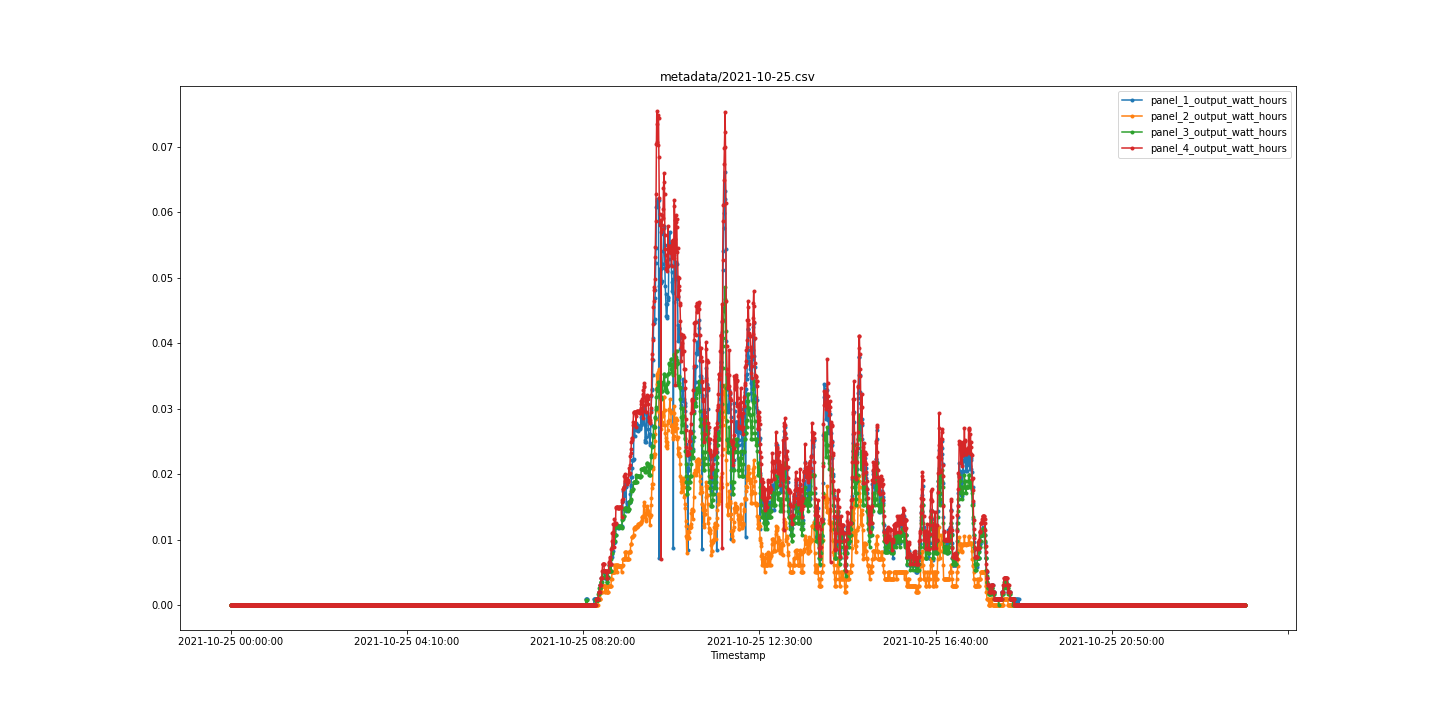 metadata/2021-10-25.csv
panel_1_output_watt_hours
panel_2_output_watt_hours
panel_3_output_watt_hours
panel_4_output_watt_hours
0.07
0.06
0.05
0.04
0.03
0.02
0.01
0.00
2021-10-25 00:00:00 2021-10-25 04:10:00 2021-10-25 08:20:00 2021-10-25 12:30:00 2021-10-25 16:40:00 2021-10-25 20:50:00
Timestamp